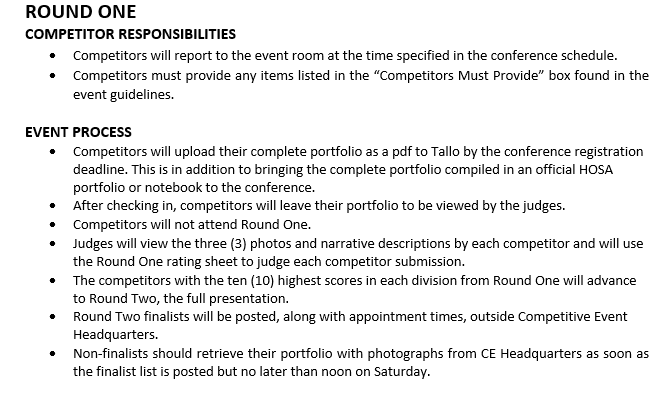 ROUND ONE
COMPETITOR RESPONSIBILITIES
• Competitors will report to the event room at the time specified in the conference schedule.
• Competitors must provide any items listed in the “Competitors Must Provide” box found in the
event guidelines.
EVENT PROCESS
• Competitors will upload their complete portfolio as a pdf to Tallo by the conference registration
deadline. This is in addition to bringing the complete portfolio compiled in an official HOSA
portfolio or notebook to the conference.
• After checking in, competitors will leave their portfolio to be viewed by the judges.
• Competitors will not attend Round One.
• Judges will view the three (3) photos and narrative descriptions by each competitor and will use
the Round One rating sheet to judge each competitor submission.
• The competitors with the ten (10) highest scores in each division from Round One will advance
to Round Two, the full presentation.
• Round Two finalists will be posted, along with appointment times, outside Competitive Event
Headquarters.
• Non-finalists should retrieve their portfolio with photographs from CE Headquarters as soon as
the finalist list is posted but no later than noon on Saturday.